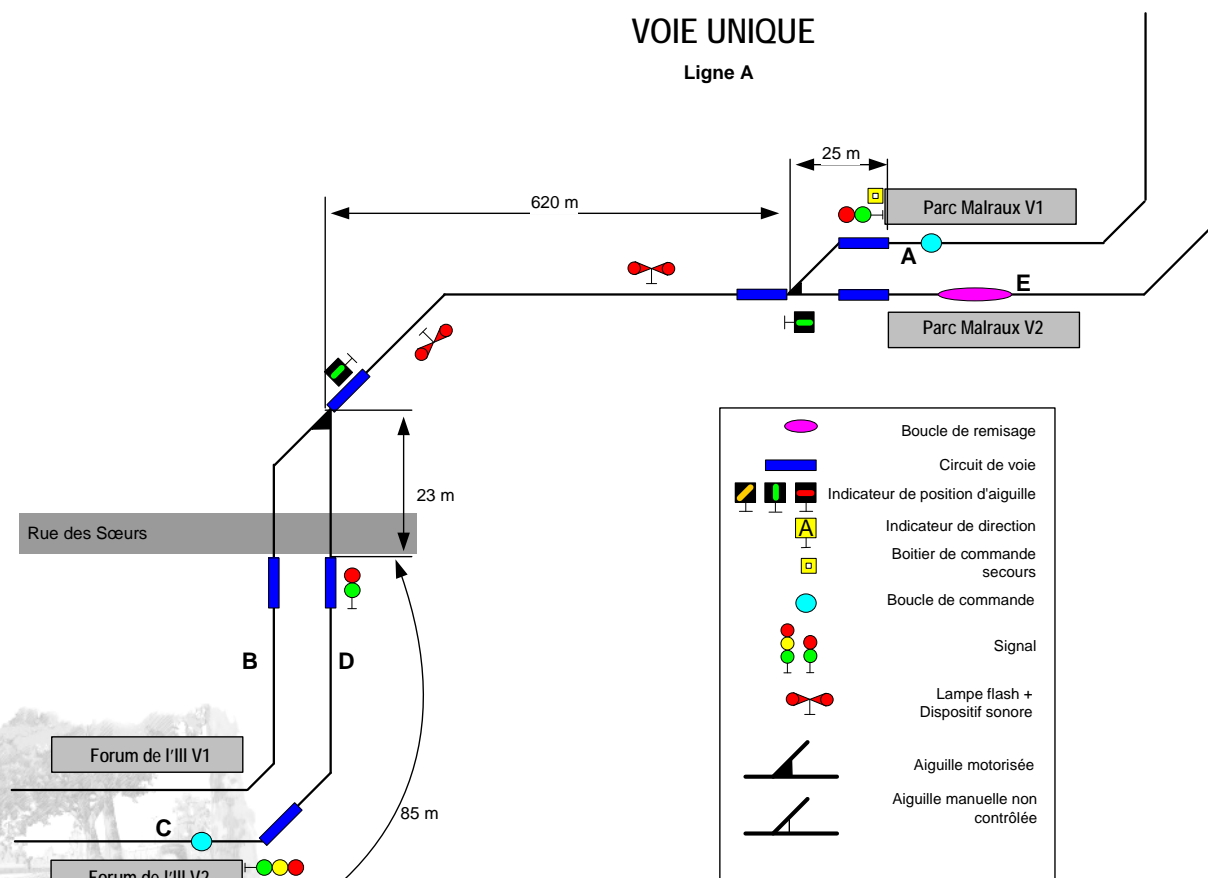 VOIE UNIQUE
Ligne A
25 m
620 m
Parc Malraux V1
A
E
Parc Malraux V2
23 m
Rue des Sœurs
B
D
Forum de l'Ill V1
85 m
C
Forum de l'Ill V2
Boucle de remisage
Circuit de voie
Indicateur de position d'aiguille
A
Indicateur de direction
Boitier de commande
secours
Boucle de commande
Signal
Lampe flash +
Dispositif sonore
Aiguille motorisée
Aiguille manuelle non
contrôlée